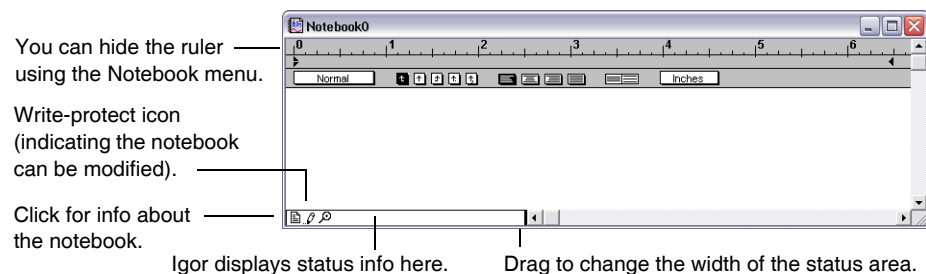 Notebook0
You can hide the ruler
using the Notebook menu.
0 1 2 3 4 5 6
Normal Inches
Write-protect icon
(indicating the notebook
can be modified).
Click for info about
the notebook.
Igor displays status info here.
Drag to change the width of the status area.